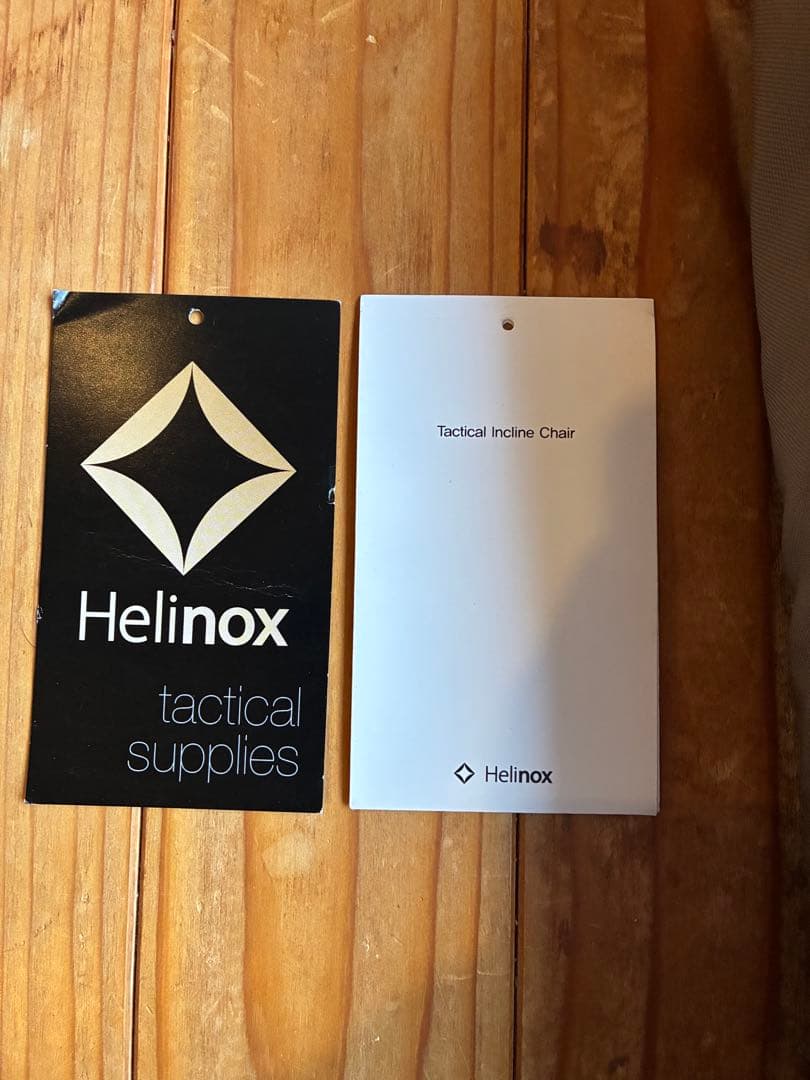 Helinox
tactical
supplies
Tactical Incline Chair
Helinox